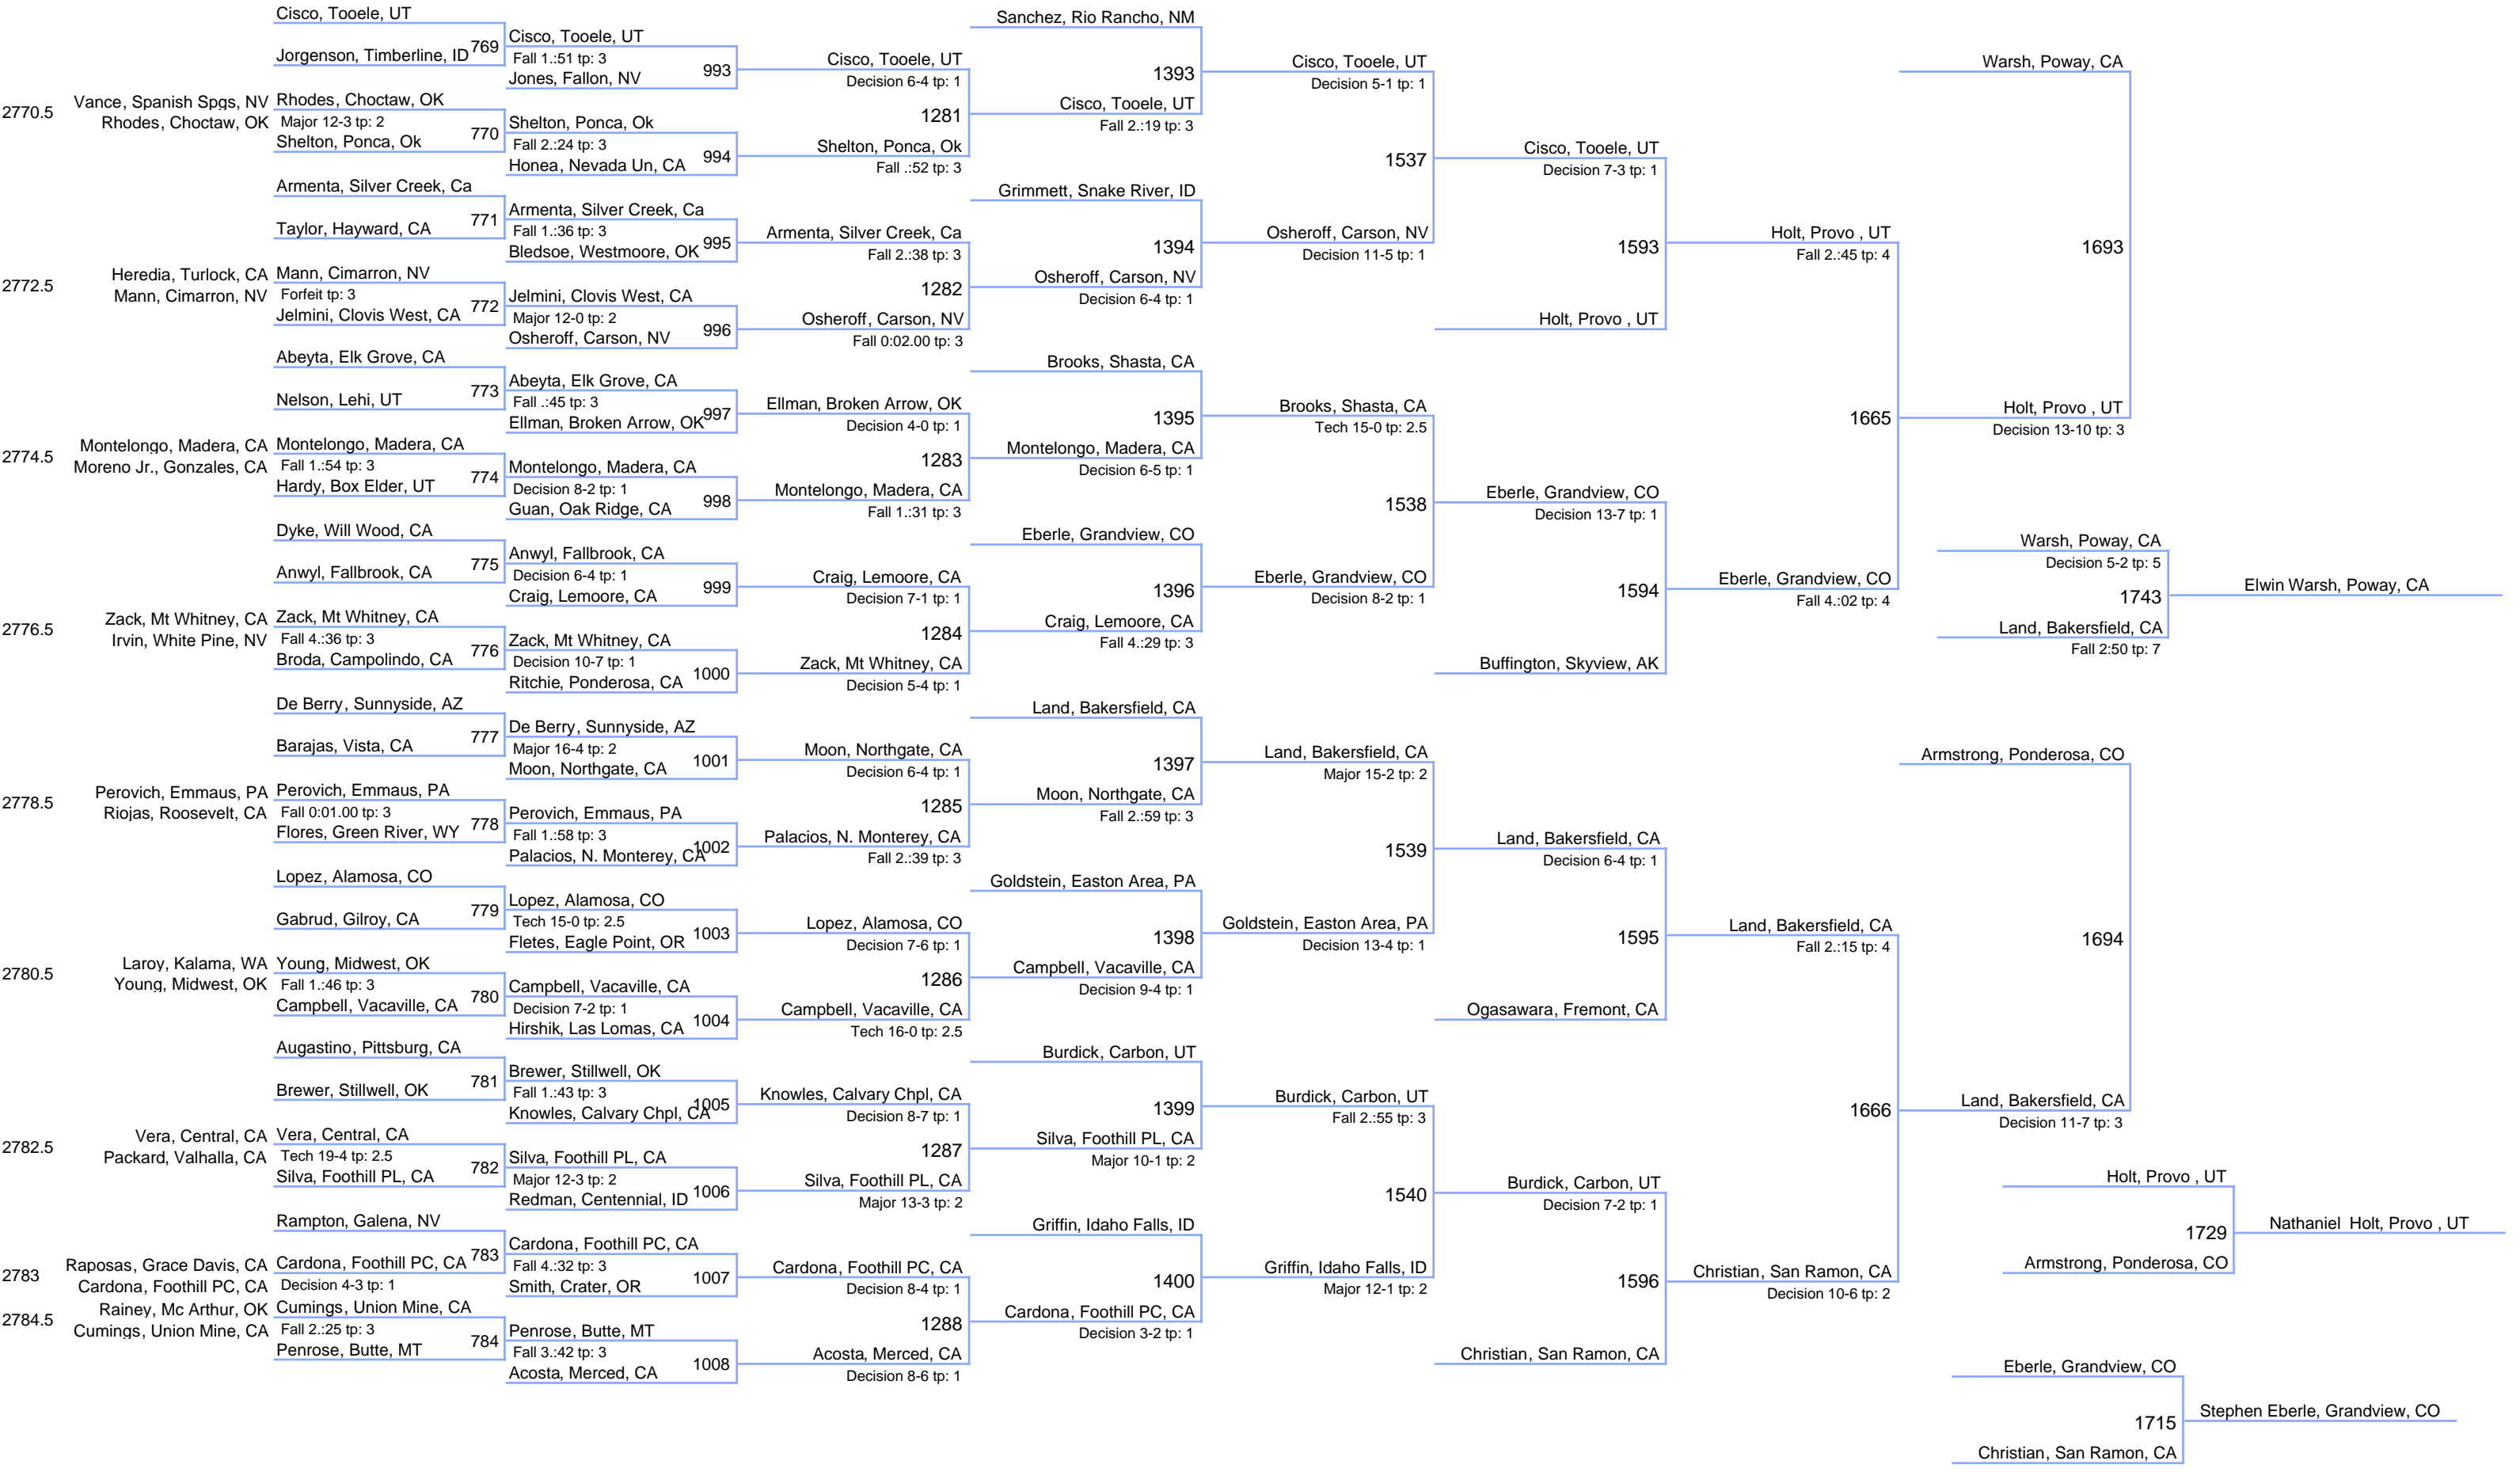 Cisco, Tooele, UT
Jorgenson, Timberline, ID
769
2770.5
Vance, Spanish Spgs, NV
Rhodes, Choctaw, OK
Rhodes, Choctaw, OK
Major 12-3 tp: 2
Shelton, Ponca, Ok
770
Armenta, Silver Creek, Ca
Taylor, Hayward, CA
771
2772.5
Heredia, Turlock, CA
Mann, Cimarron, NV
Mann, Cimarron, NV
Forfeit tp: 3
Jelmini, Clovis West, CA
772
Abeyta, Elk Grove, CA
Nelson, Lehi, UT
773
2774.5
Montelongo, Madera, CA
Moreno Jr., Gonzales, CA
Montelongo, Madera, CA
Fall 1.:54 tp: 3
Hardy, Box Elder, UT
774
Dyke, Will Wood, CA
Anwyl, Fallbrook, CA
775
2776.5
Zack, Mt Whitney, CA
Irvin, White Pine, NV
Zack, Mt Whitney, CA
Fall 4.:36 tp: 3
Broda, Campolindo, CA
776
De Berry, Sunnyside, AZ
Barajas, Vista, CA
777
2778.5
Perovich, Emmaus, PA
Riojas, Roosevelt, CA
Perovich, Emmaus, PA
Fall 0:01.00 tp: 3
Flores, Green River, WY
778
Lopez, Alamosa, CO
Gabrud, Gilroy, CA
779
2780.5
Laroy, Kalama, WA
Young, Midwest, OK
Young, Midwest, OK
Fall 1.:46 tp: 3
Campbell, Vacaville, CA
780
Augastino, Pittsburg, CA
Brewer, Stillwell, OK
781
2782.5
Vera, Central, CA
Packard, Valhalla, CA
Vera, Central, CA
Tech 19-4 tp: 2.5
Silva, Foothill PL, CA
782
Rampton, Galena, NV
2783
Raposas, Grace Davis, CA
Cardona, Foothill PC, CA
Cardona, Foothill PC, CA
783
Decision 4-3 tp: 1
2784.5
Rainey, Mc Arthur, OK
Cumings, Union Mine, CA
Cumings, Union Mine, CA
Fall 2.:25 tp: 3
Penrose, Butte, MT
784
Cisco, Tooele, UT
Fall 1.:51 tp: 3
Jones, Fallon, NV
993
Shelton, Ponca, Ok
Fall 2.:24 tp: 3
Honea, Nevada Un, CA
994
Armenta, Silver Creek, Ca
Fall 1.:36 tp: 3
Bledsoe, Westmoore, OK
995
Jelmini, Clovis West, CA
Major 12-0 tp: 2
Osheroff, Carson, NV
996
Abeyta, Elk Grove, CA
Fall .:45 tp: 3
Ellman, Broken Arrow, OK
997
Montelongo, Madera, CA
Decision 8-2 tp: 1
Guan, Oak Ridge, CA
998
Anwyl, Fallbrook, CA
Decision 6-4 tp: 1
Craig, Lemoore, CA
999
Zack, Mt Whitney, CA
Decision 10-7 tp: 1
Ritchie, Ponderosa, CA
1000
De Berry, Sunnyside, AZ
Major 16-4 tp: 2
Moon, Northgate, CA
1001
Perovich, Emmaus, PA
Fall 1.:58 tp: 3
Palacios, N. Monterey, CA
1002
Lopez, Alamosa, CO
Tech 15-0 tp: 2.5
Fletes, Eagle Point, OR
1003
Campbell, Vacaville, CA
Decision 7-2 tp: 1
Hirshik, Las Lomas, CA
1004
Brewer, Stillwell, OK
Fall 1.:43 tp: 3
Knowles, Calvary Chpl, CA
1005
Silva, Foothill PL, CA
Major 12-3 tp: 2
Redman, Centennial, ID
1006
Cardona, Foothill PC, CA
Fall 4.:32 tp: 3
Smith, Crater, OR
1007
Penrose, Butte, MT
Fall 3.:42 tp: 3
Acosta, Merced, CA
1008
Cisco, Tooele, UT
Decision 6-4 tp: 1
1281
Shelton, Ponca, Ok
Fall .:52 tp: 3
Armenta, Silver Creek, Ca
Fall 2.:38 tp: 3
1282
Osheroff, Carson, NV
Fall 0:02.00 tp: 3
Ellman, Broken Arrow, OK
Decision 4-0 tp: 1
1283
Montelongo, Madera, CA
Fall 1.:31 tp: 3
Craig, Lemoore, CA
Decision 7-1 tp: 1
1284
Zack, Mt Whitney, CA
Decision 5-4 tp: 1
Moon, Northgate, CA
Decision 6-4 tp: 1
1285
Palacios, N. Monterey, CA
Fall 2.:39 tp: 3
Lopez, Alamosa, CO
Decision 7-6 tp: 1
1286
Campbell, Vacaville, CA
Tech 16-0 tp: 2.5
Knowles, Calvary Chpl, CA
Decision 8-7 tp: 1
1287
Silva, Foothill PL, CA
Major 13-3 tp: 2
Cardona, Foothill PC, CA
Decision 8-4 tp: 1
1288
Acosta, Merced, CA
Decision 8-6 tp: 1
Sanchez, Rio Rancho, NM
1393
Cisco, Tooele, UT
Fall 2.:19 tp: 3
Grimmett, Snake River, ID
1394
Osheroff, Carson, NV
Decision 6-4 tp: 1
Brooks, Shasta, CA
1395
Montelongo, Madera, CA
Decision 6-5 tp: 1
Eberle, Grandview, CO
1396
Craig, Lemoore, CA
Fall 4.:29 tp: 3
Land, Bakersfield, CA
1397
Moon, Northgate, CA
Fall 2.:59 tp: 3
Goldstein, Easton Area, PA
1398
Campbell, Vacaville, CA
Decision 9-4 tp: 1
Burdick, Carbon, UT
1399
Silva, Foothill PL, CA
Major 10-1 tp: 2
Griffin, Idaho Falls, ID
1400
Cardona, Foothill PC, CA
Decision 3-2 tp: 1
Cisco, Tooele, UT
Decision 5-1 tp: 1
1537
Osheroff, Carson, NV
Decision 11-5 tp: 1
Brooks, Shasta, CA
Tech 15-0 tp: 2.5
1538
Eberle, Grandview, CO
Decision 8-2 tp: 1
Land, Bakersfield, CA
Major 15-2 tp: 2
1539
Goldstein, Easton Area, PA
Decision 13-4 tp: 1
Burdick, Carbon, UT
Fall 2.:55 tp: 3
1540
Griffin, Idaho Falls, ID
Major 12-1 tp: 2
Cisco, Tooele, UT
Decision 7-3 tp: 1
1593
Holt, Provo , UT
Eberle, Grandview, CO
Decision 13-7 tp: 1
1594
Buffington, Skyview, AK
Land, Bakersfield, CA
Decision 6-4 tp: 1
1595
Ogasawara, Fremont, CA
Burdick, Carbon, UT
Decision 7-2 tp: 1
1596
Christian, San Ramon, CA
Holt, Provo , UT
Fall 2.:45 tp: 4
1665
Eberle, Grandview, CO
Fall 4.:02 tp: 4
Land, Bakersfield, CA
Fall 2.:15 tp: 4
1666
Christian, San Ramon, CA
Decision 10-6 tp: 2
Warsh, Poway, CA
1693
Holt, Provo , UT
Decision 13-10 tp: 3
Warsh, Poway, CA
Decision 5-2 tp: 5
1743
Elwin Warsh, Poway, CA
Land, Bakersfield, CA
Fall 2:50 tp: 7
Armstrong, Ponderosa, CO
1694
Land, Bakersfield, CA
Decision 11-7 tp: 3
Holt, Provo , UT
1729
Nathaniel Holt, Provo , UT
Armstrong, Ponderosa, CO
Eberle, Grandview, CO
1715
Stephen Eberle, Grandview, CO
Christian, San Ramon, CA